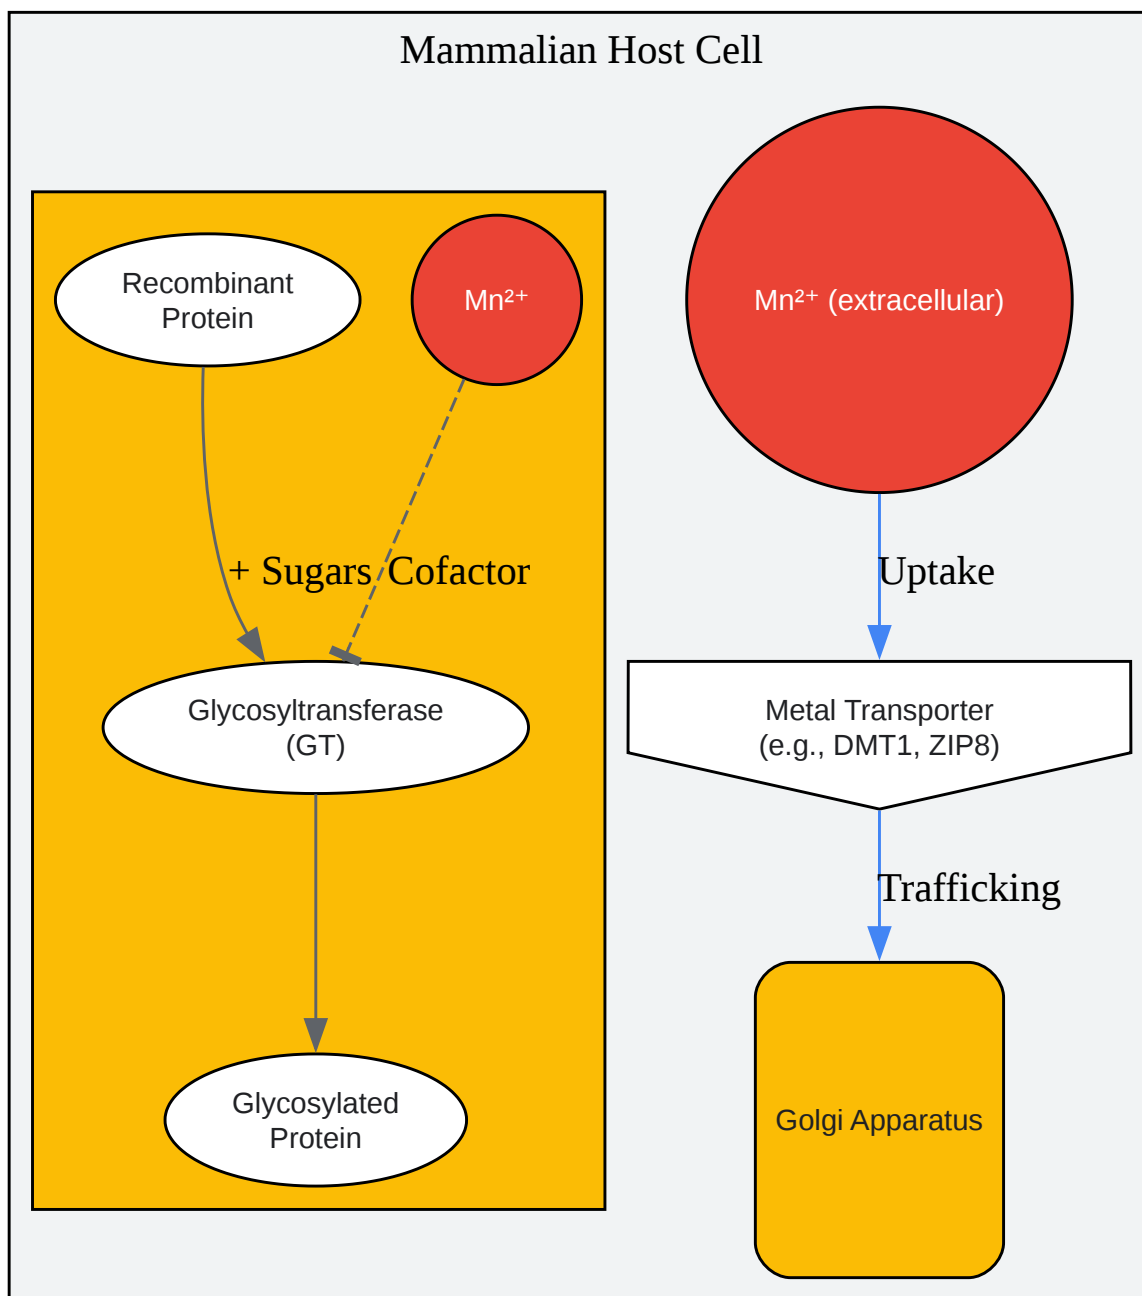 Mammalian Host Cell
Recombinant
Protein
Mn²⁺
Mn²⁺ (extracellular)
+ Sugars
Cofactor
Uptake
Glycosyltransferase
(GT)
Metal Transporter
(e.g., DMT1, ZIP8)
Trafficking
Glycosylated
Protein
Golgi Apparatus